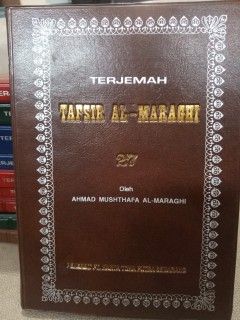 TERJEMAH
TAFSIR AL-MARAGHI
27
Oleh
AHMAD MUSHTHAFA AL-MARAGHI